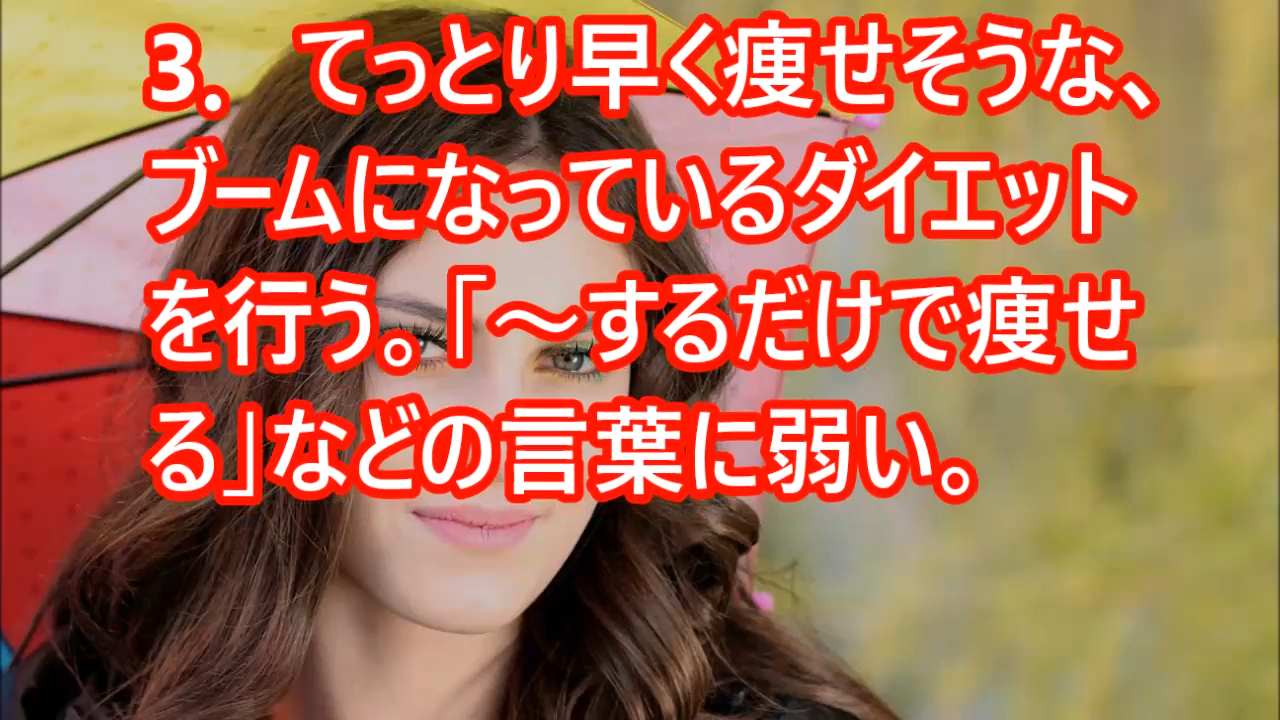 3.　てっとり早く痩せそうな、
ブームになっているダイエット
を行う。「～するだけで痩せ
る」などの言葉に弱い。